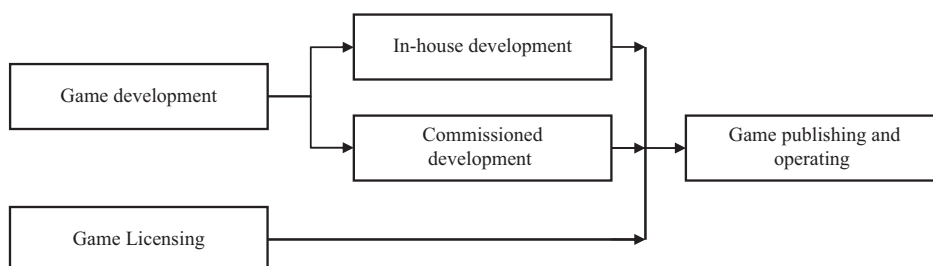 In-house development
Game development
Commissioned
development
Game publishing and
operating
Game Licensing